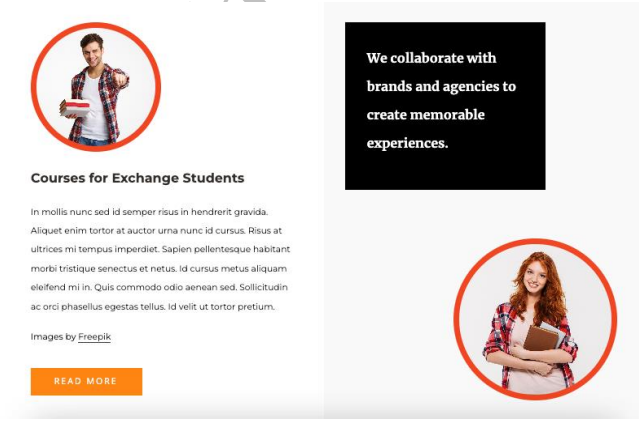 Courses for Exchange Students
In mollis nunc sed id semper risus in hendrerit gravida.
Aliquet enim tortor at auctor urna nunc id cursus. Risus at
ultrices mi tempus imperdiet. Sapien pellentesque habitant
morbi tristique senectus et netus. Id cursus metus aliquam
eleifend mi in. Quis commodo odio aenean sed. Sollicitudin
ac orci phasellus egestas tellus. Id velit ut tortor pretium.
Images by Freepik
READ MORE
We collaborate with
brands and agencies to
create memorable
experiences.